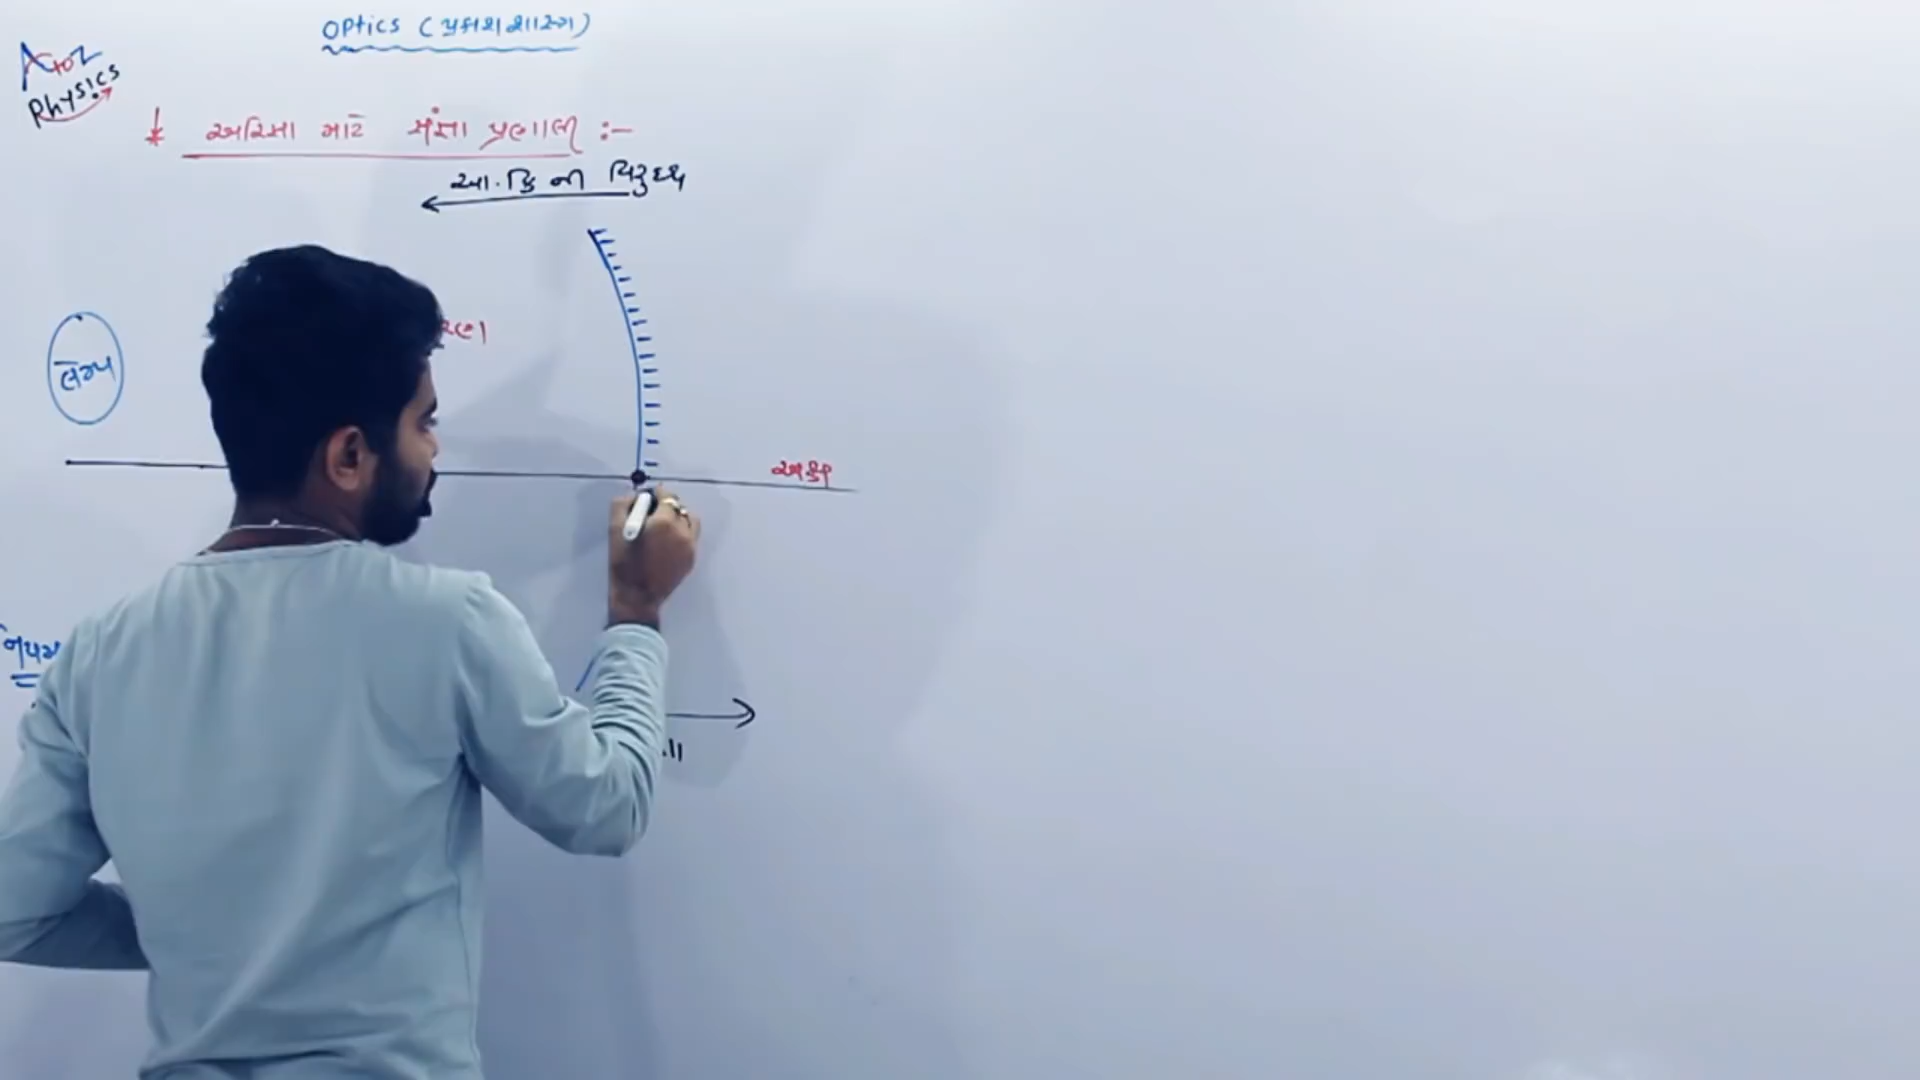 Optics (પ્રકાશશાસ્ત્ર)
A to Z
Physics
* અરિસા માટે સંજ્ઞા પ્રણાલી :-
આ.કિ ની વિરુધ્ધ
લેમ્પ
અક્ષ